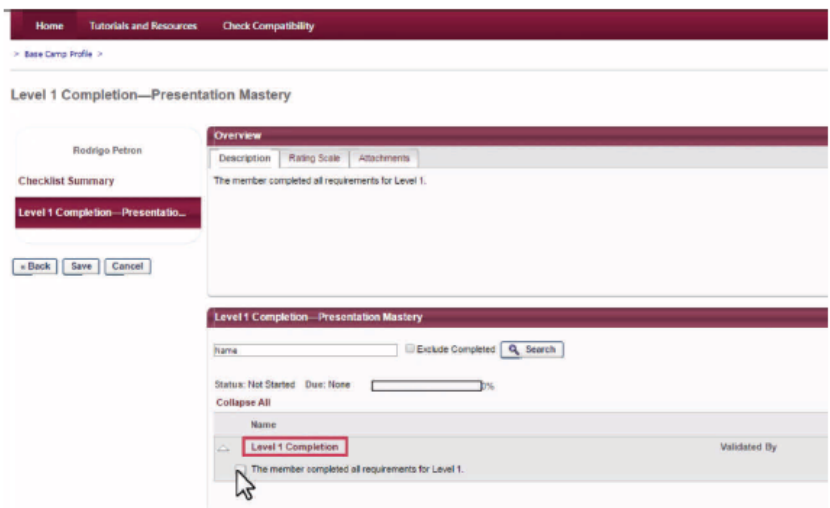 Home Tutorials and Resources Check Compatibility
> Base Camp Profile >
Level 1 Completion—Presentation Mastery
Rodrigo Petron
Checklist Summary
Level 1 Completion—Presentatio...
« Back Save Cancel
Overview
Description Rating Scale Attachments
The member completed all requirements for Level 1.
Level 1 Completion—Presentation Mastery
name Exclude Completed Search
Status: Not Started Due: None 0%
Collapse All
Name
Level 1 Completion Validated By
The member completed all requirements for Level 1.